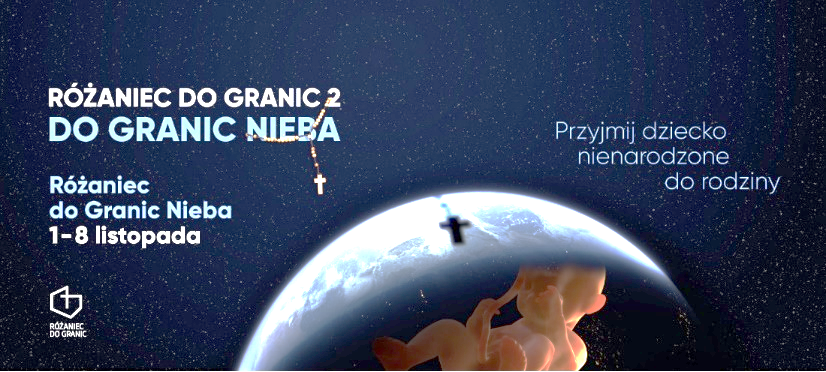 RÓŻANIEC DO GRANIC 2
DO GRANIC NIEBA
Różaniec
do Granic Nieba
1-8 listopada
Przyjmij dziecko
nienarodzone
do rodziny
RÓŻANIEC
DO GRANIC